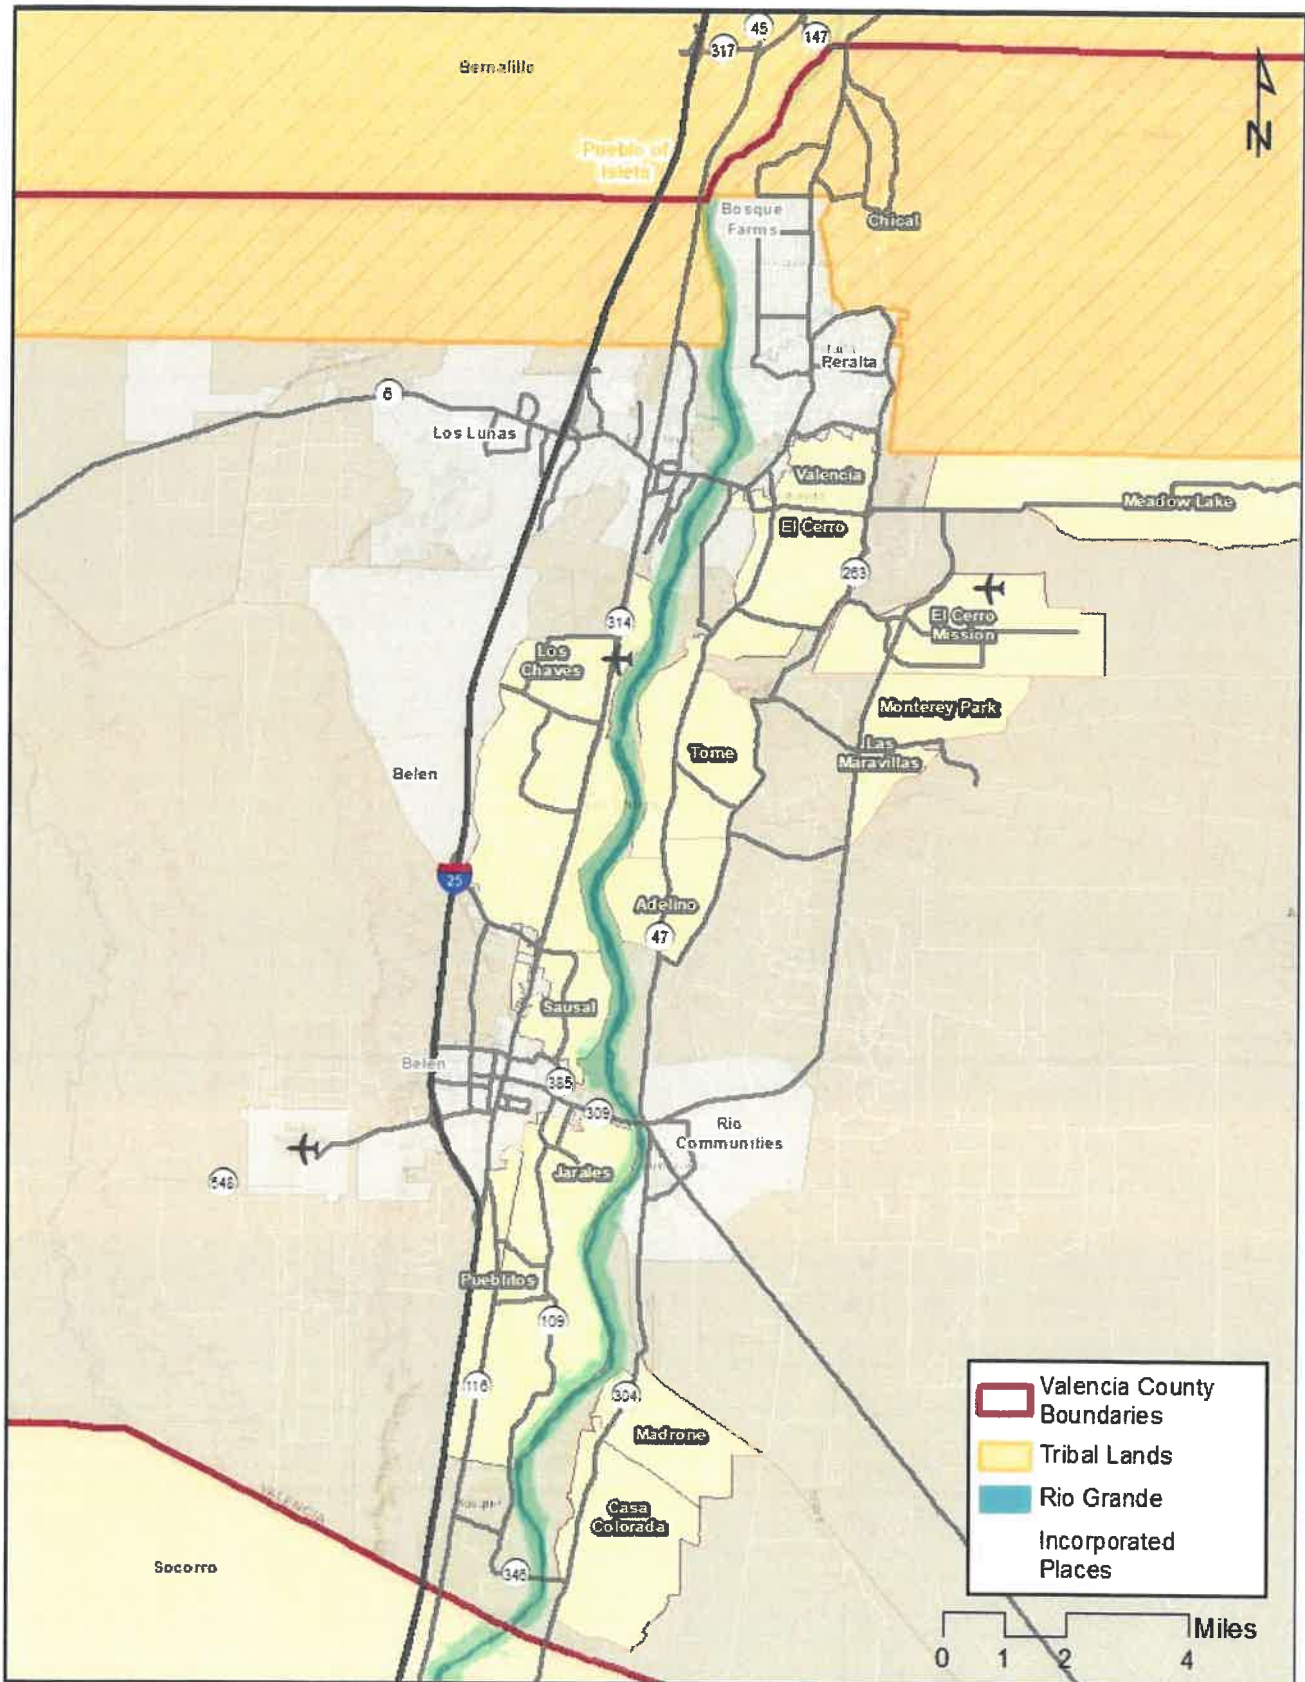 45
317
147
Bernalillo
N
Pueblo of
Isleta
Bosque
Farms
Chical
Peralta
6
Los Lunas
Valencia
Meadow Lake
El Cerro
263
El Cerro
Mission
314
Los
Chaves
Monterey Park
Tome
Las
Maravillas
Belen
25
Adelino
47
Sausal
Belen
385
309
Rio
Communities
Jarales
548
Pueblitos
109
116
304
Madrone
VALENCIA
Casa
Colorada
Socorro
346
Valencia County
Boundaries
Tribal Lands
Rio Grande
Incorporated
Places
Miles
0 1 2 4